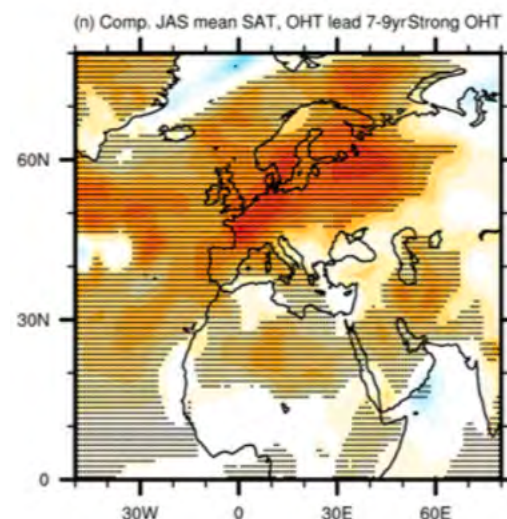 (n) Comp. JAS mean SAT, OHT lead 7-9yrStrong OHT
60N
30N
0
30W
0
30E
60E